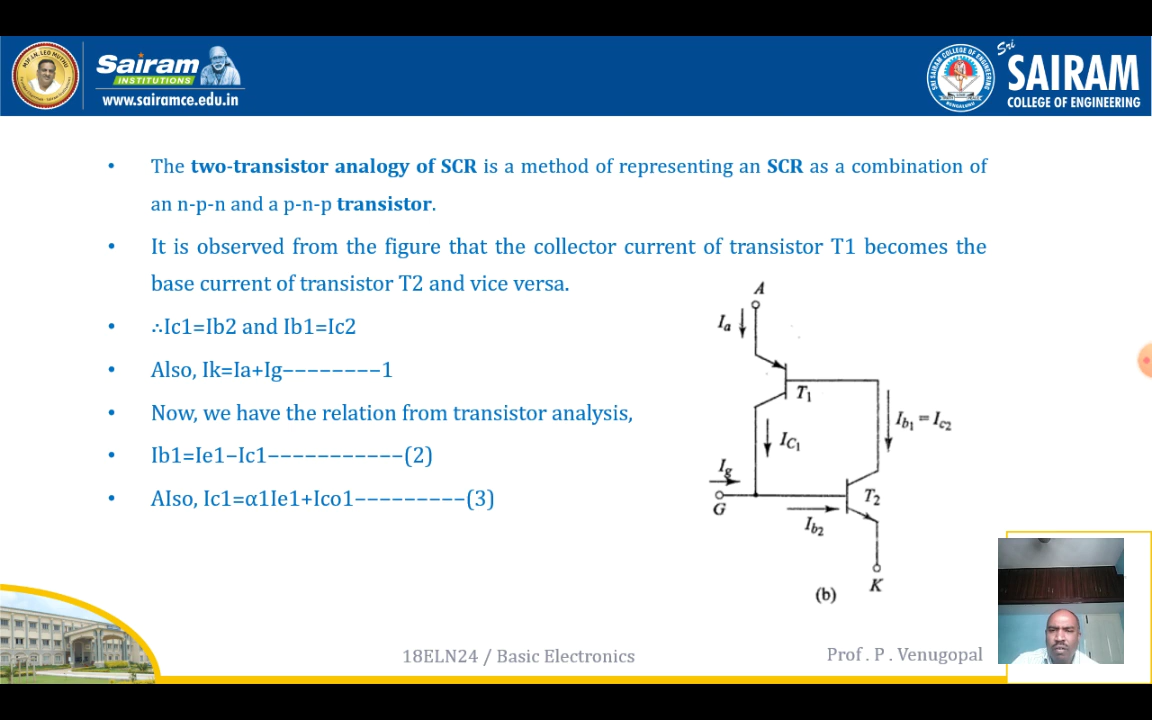 Sairam
INSTITUTIONS
www.sairamce.edu.in
Sri
SAIRAM
COLLEGE OF ENGINEERING
• The two-transistor analogy of SCR is a method of representing an SCR as a combination of
an n-p-n and a p-n-p transistor.
• It is observed from the figure that the collector current of transistor T1 becomes the
base current of transistor T2 and vice versa.
• ∴Ic1=Ib2 and Ib1=Ic2
• Also, Ik=Ia+Ig−−−−−−−−1
• Now, we have the relation from transistor analysis,
• Ib1=Ie1−Ic1−−−−−−−−−−−(2)
• AIso, Ic1=α1Ie1+Ico1−−−−−−−−−(3)
A
Ia
T1
Ib1 = Ic2
IC1
Ig
G
T2
Ib2
K
(b)
18ELN24 / Basic Electronics
Prof . P . Venugopal